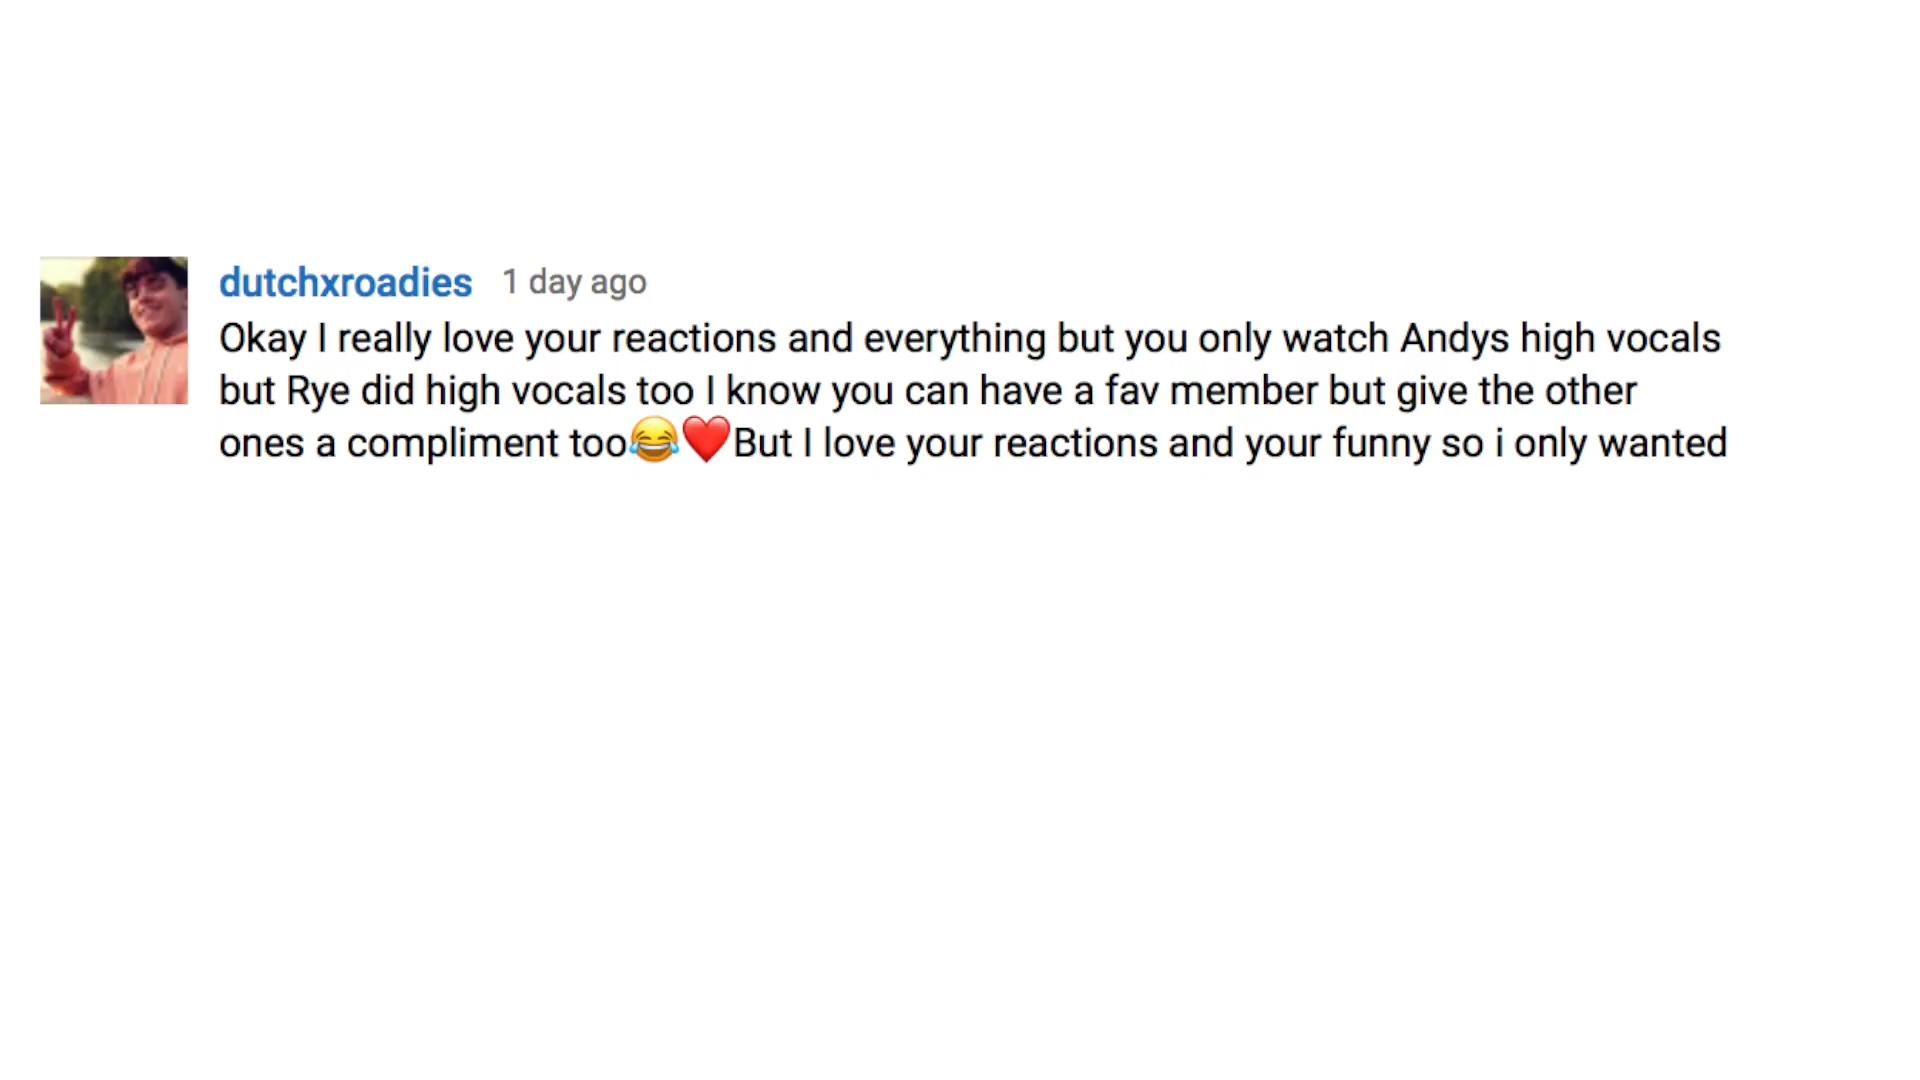 dutchxroadies 1 day ago
Okay I really love your reactions and everything but you only watch Andys high vocals
but Rye did high vocals too I know you can have a fav member but give the other
ones a compliment too😂❤️But I love your reactions and your funny so i only wanted